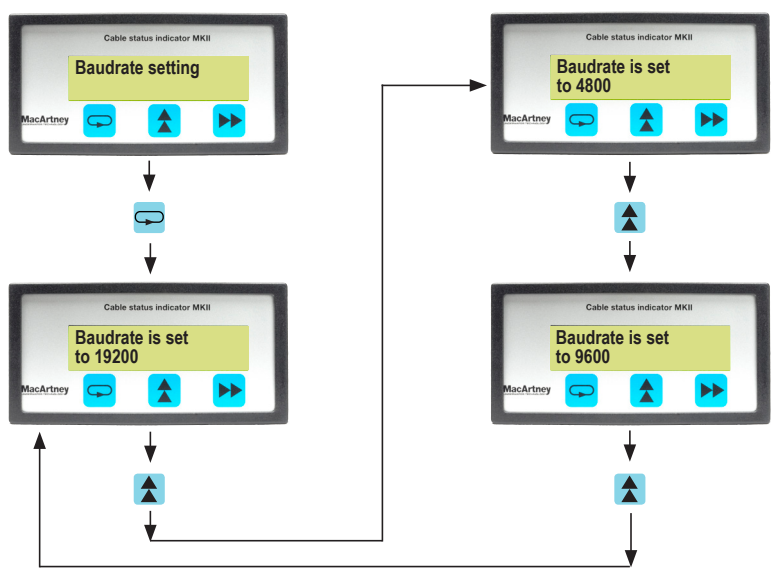 Cable status indicator MKII
Baudrate setting
MacArtney
Cable status indicator MKII
Baudrate is set
to 19200
MacArtney
Cable status indicator MKII
Baudrate is set
to 4800
MacArtney
Cable status indicator MKII
Baudrate is set
to 9600
MacArtney